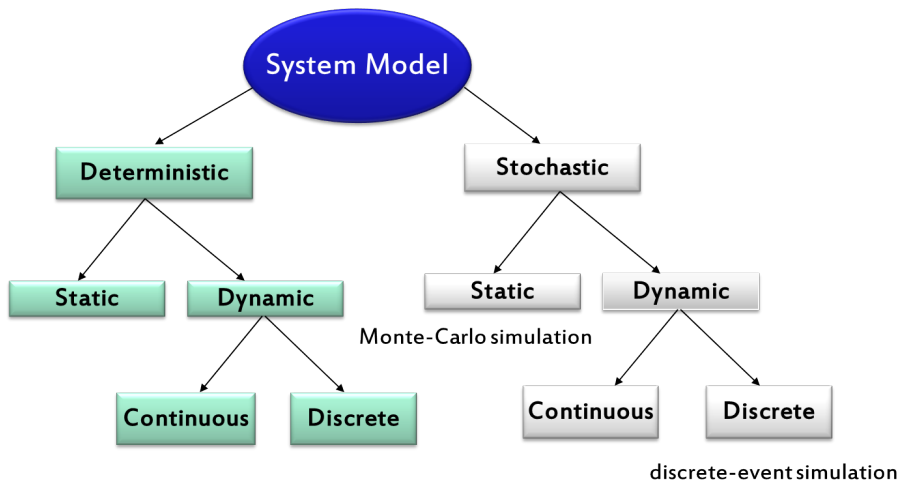 System Model
Deterministic
Stochastic
Static
Dynamic
Static
Dynamic
Monte-Carlo simulation
Continuous
Discrete
Continuous
Discrete
discrete-event simulation